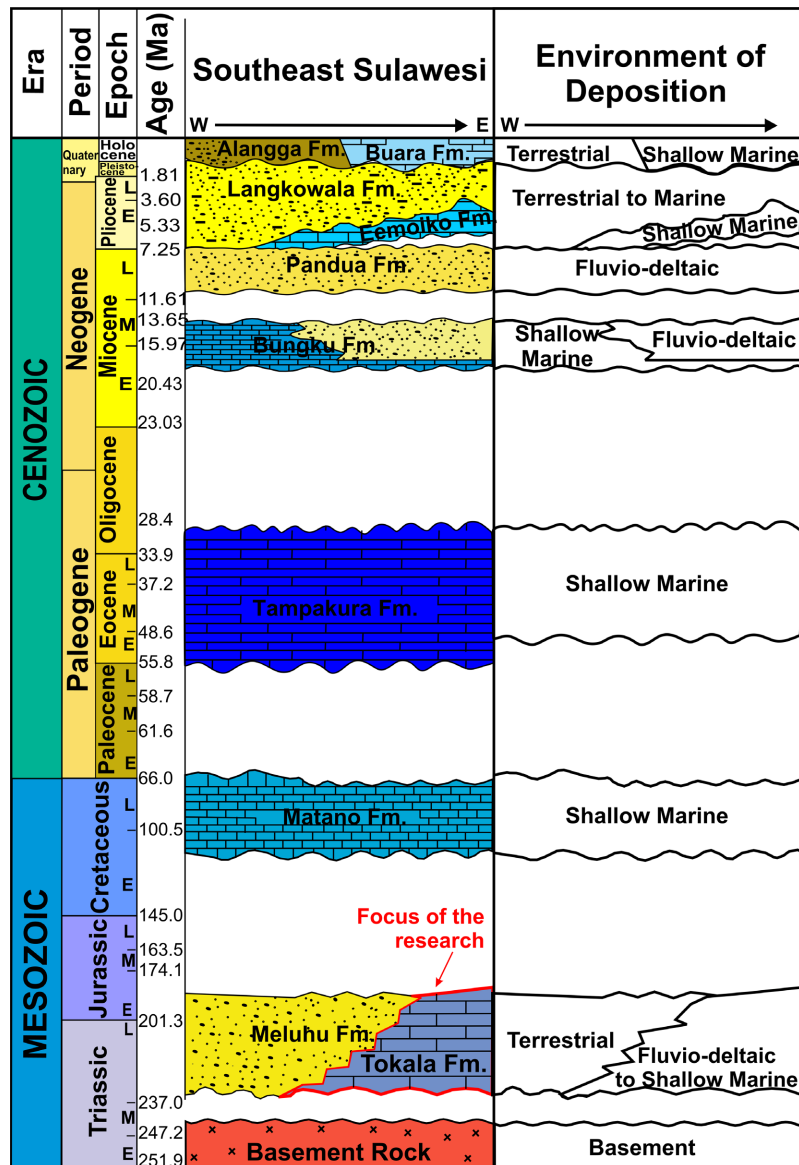 Era
Period
Epoch
Age (Ma)
Southeast Sulawesi
W E
Environment of
Deposition
W
CENOZOIC
MESOZOIC
Quater
nary
Neogene
Paleogene
Cretaceous
Jurassic
Triassic
Holo
cene
Pleisto-
cene
Pliocene
L
E
Miocene
L
M
E
Oligocene
Eocene
L
M
E
Paleocene
L
M
E
L
E
L
M
E
L
M
E
1.81
3.60
5.33
7.25
11.61
13.65
15.97
20.43
23.03
28.4
33.9
37.2
48.6
55.8
58.7
61.6
66.0
100.5
145.0
163.5
174.1
201.3
237.0
247.2
251.9
Alangga Fm.
Buara Fm.
Langkowala Fm.
Eemoiko Fm.
Pandua Fm.
Bungku Fm
Tampakura Fm.
Matano Fm.
Focus of the
research
Meluhu Fm.
Tokala Fm.
Basement Rock
Terrestrial
Shallow Marine
Terrestrial to Marine
Shallow Marine
Fluvio-deltaic
Shallow
Marine
Fluvio-deltaic
Shallow Marine
Shallow Marine
Terrestrial
Fluvio-deltaic
to Shallow Marine
Basement